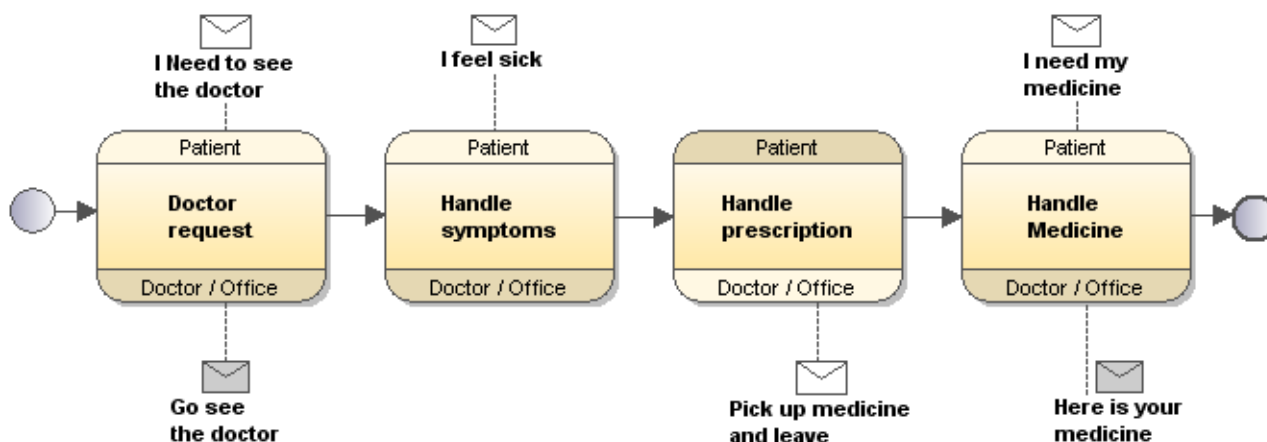 I Need to see
the doctor
I feel sick
I need my
medicine
Patient
Patient
Patient
Patient
Doctor
request
Handle
symptoms
Handle
prescription
Handle
Medicine
Doctor / Office
Doctor / Office
Doctor / Office
Doctor / Office
Go see
the doctor
Pick up medicine
and leave
Here is your
medicine